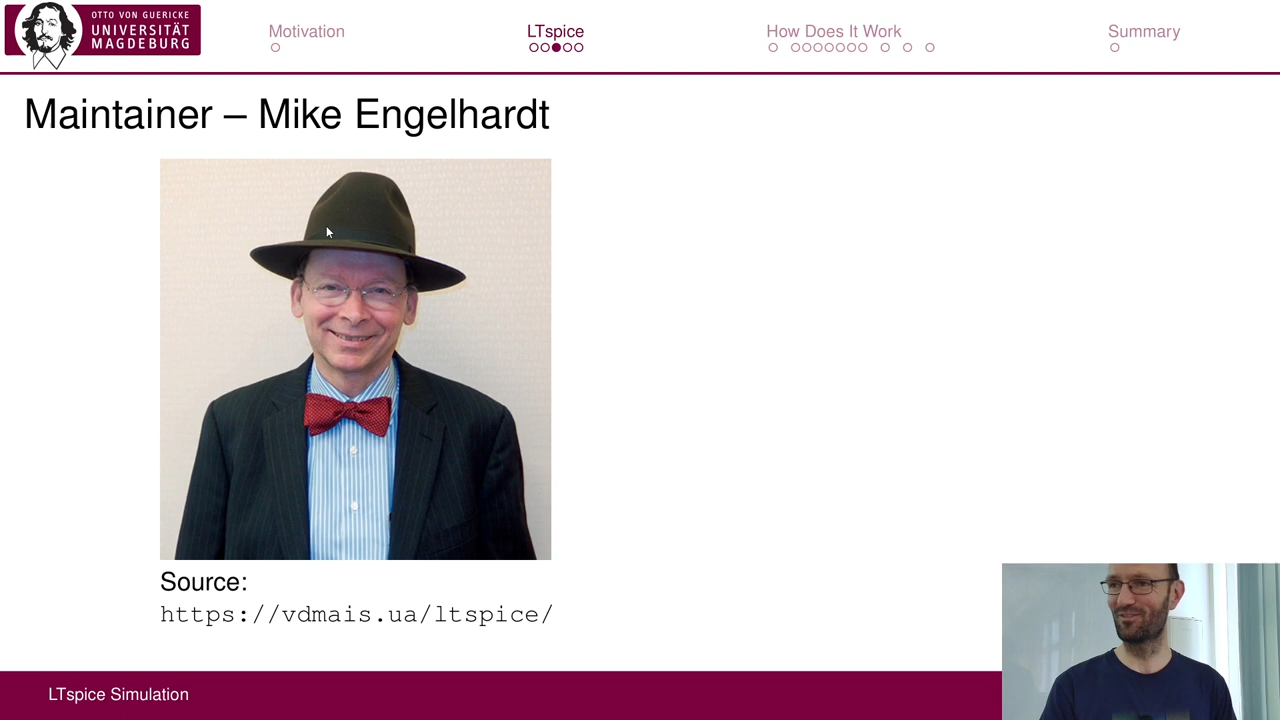 OTTO VON GUERICKE
UNIVERSITÄT
MAGDEBURG
Motivation
LTspice
How Does It Work
Summary
Maintainer – Mike Engelhardt
Source:
https://vdmais.ua/ltspice/
LTspice Simulation